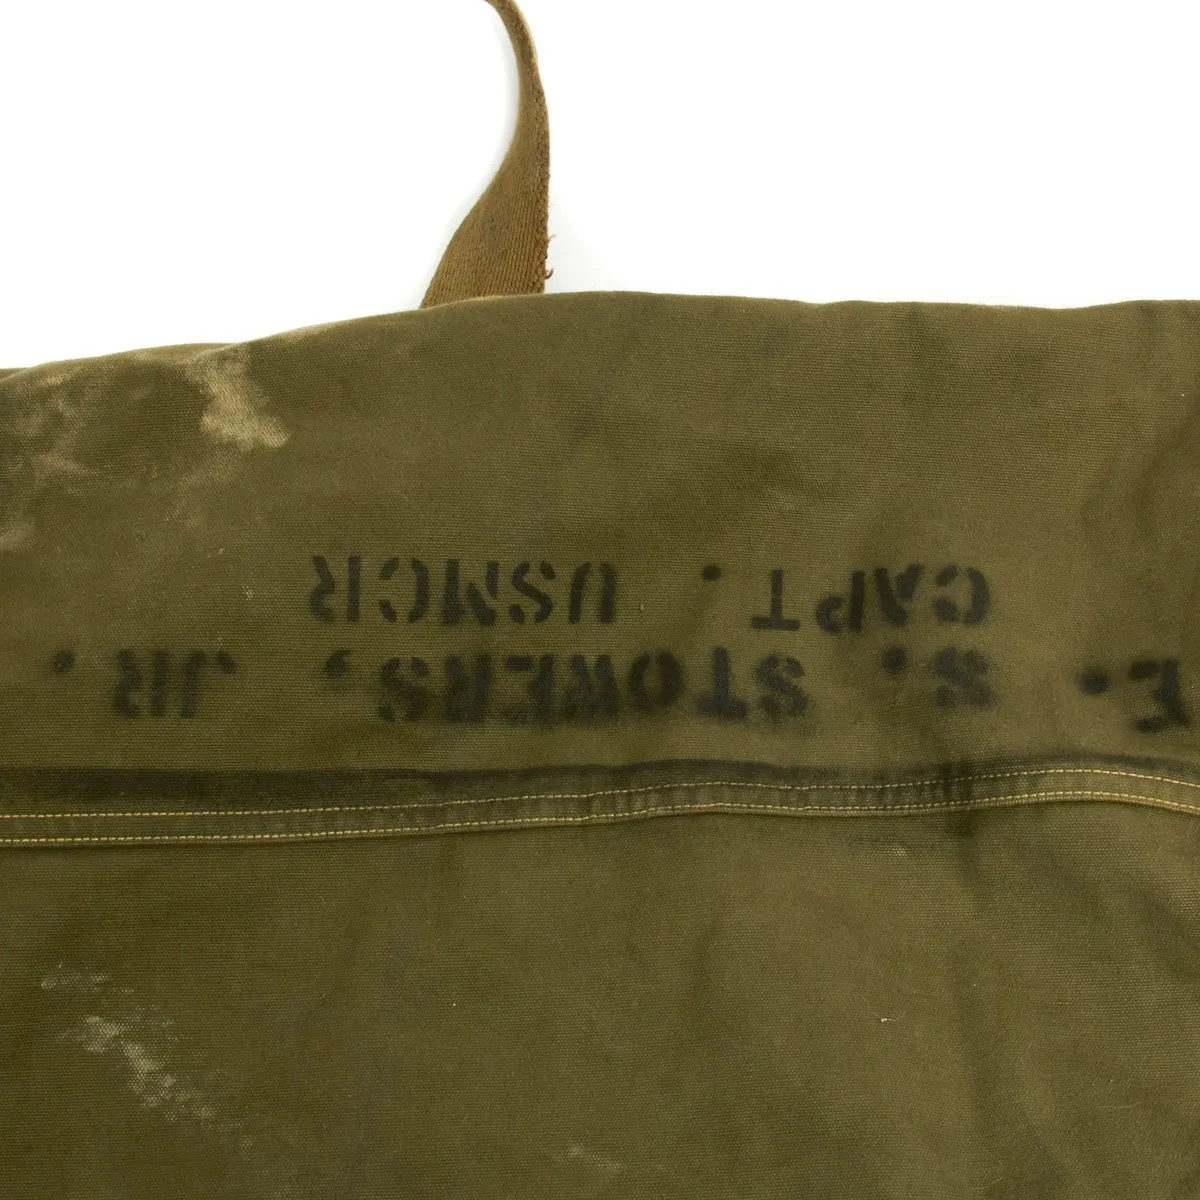 E. S. STOWERS, JR.
CAPT. USMCR